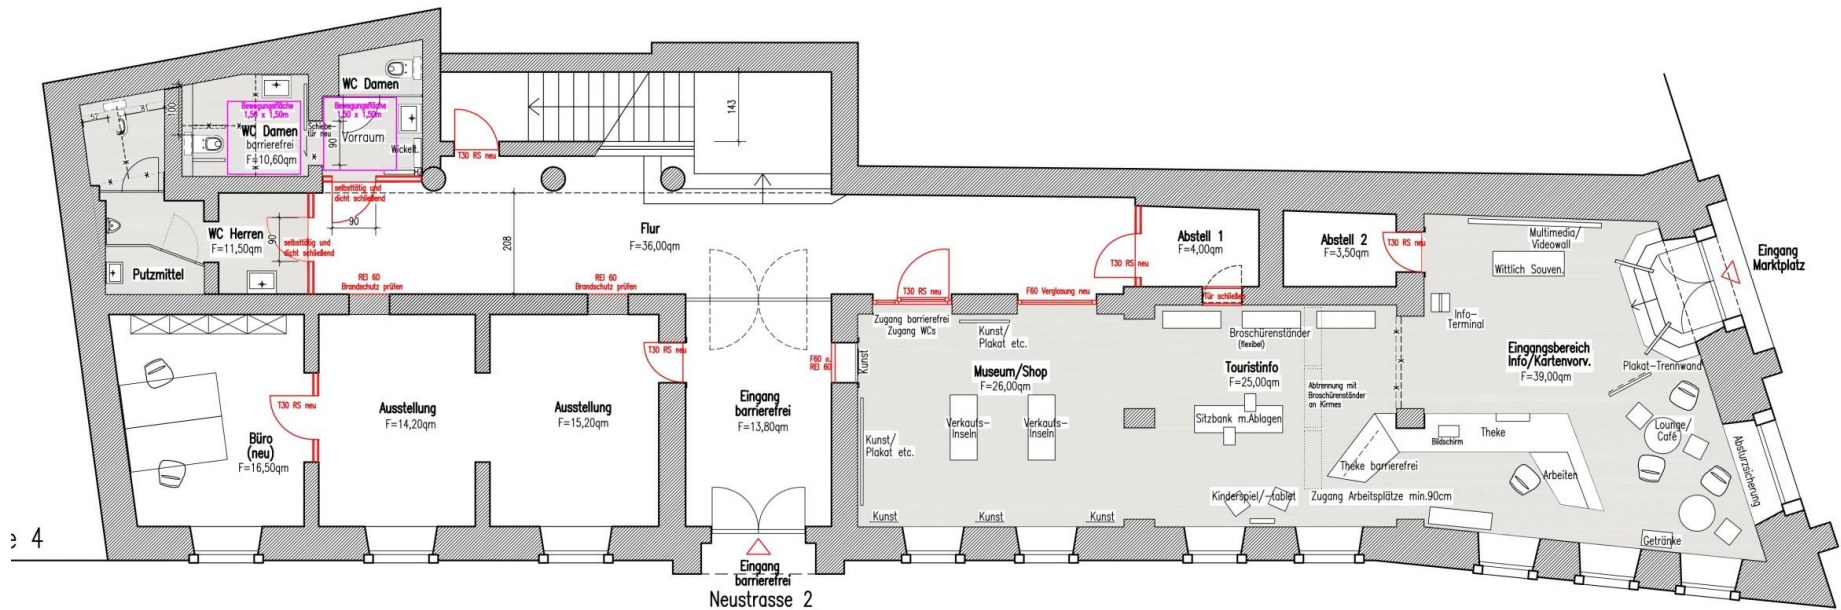 WC Damen
Bewegungsfläche
1,50 x 1,50m
WC Damen
barrierefrei
F=10,60qm
Bewegungsfläche
1,50 x 1,50m
Vorraum
Schiebe-
tür neu
90
Wickelt.
52
81
100
T30 RS neu
143
selbsttätig und
dicht schließend
90
WC Herren
F=11,50qm
90
selbsttätig und
dicht schließend
Putzmittel
208
Flur
F=36,00qm
REI 60
Brandschutz prüfen
REI 60
Brandschutz prüfen
T30 RS neu
F60 Verglasung neu
T30 RS neu
Abstell 1
F=4,00qm
Tür schließen
Abstell 2
F=3,50qm
T30 RS neu
Multimedia/
Videowall
Wittlich Souven.
Eingang
Marktplatz
Info-
Terminal
Eingangsbereich
Info/Kartenvorv.
F=39,00qm
Plakat-Trennwand
Lounge/
Café
Absturzsicherung
Theke
Bildschirm
Arbeiten
Theke barrierefrei
Zugang Arbeitsplätze min.90cm
Getränke
Zugang barrierefrei
Zugang WCs
Kunst/
Plakat etc.
Broschürenständer
(flexibel)
Museum/Shop
F=26,00qm
Touristinfo
F=25,00qm
Abtrennung mit
Broschürenständer
an Kirmes
Sitzbank m.Ablagen
Verkaufs-
Inseln
Verkaufs-
Inseln
Kunst/
Plakat etc.
Kunst
Kinderspiel/-tablet
Kunst
Kunst
Kunst
F60 o.
REI 60
T30 RS neu
Eingang
barrierefrei
F=13,80qm
Ausstellung
F=15,20qm
Ausstellung
F=14,20qm
T30 RS neu
Büro
(neu)
F=16,50qm
e 4
Eingang
barrierefrei
Neustrasse 2